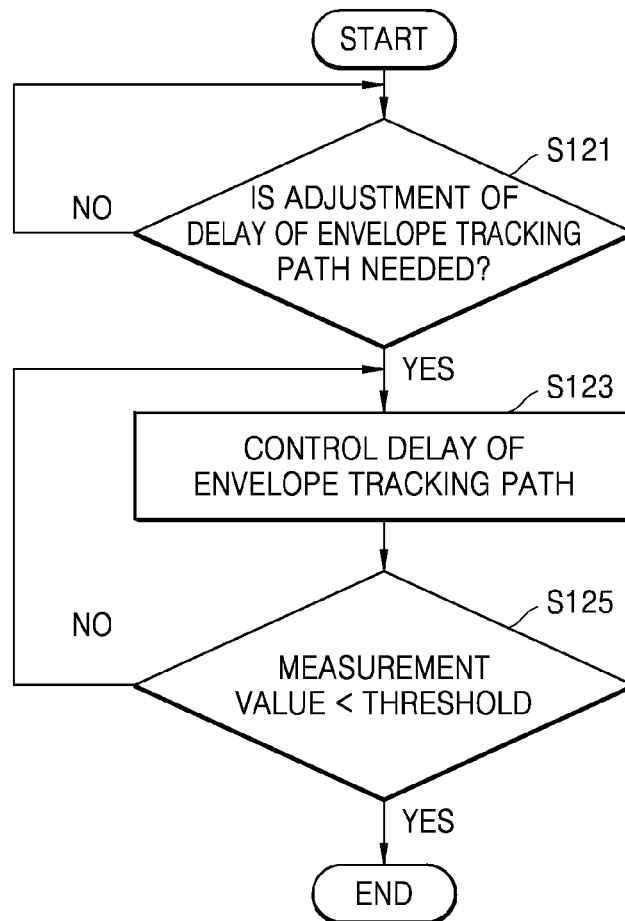 START
S121
IS ADJUSTMENT OF
DELAY OF ENVELOPE TRACKING
PATH NEEDED?
NO
YES
S123
CONTROL DELAY OF
ENVELOPE TRACKING PATH
S125
NO
MEASUREMENT
VALUE < THRESHOLD
YES
END